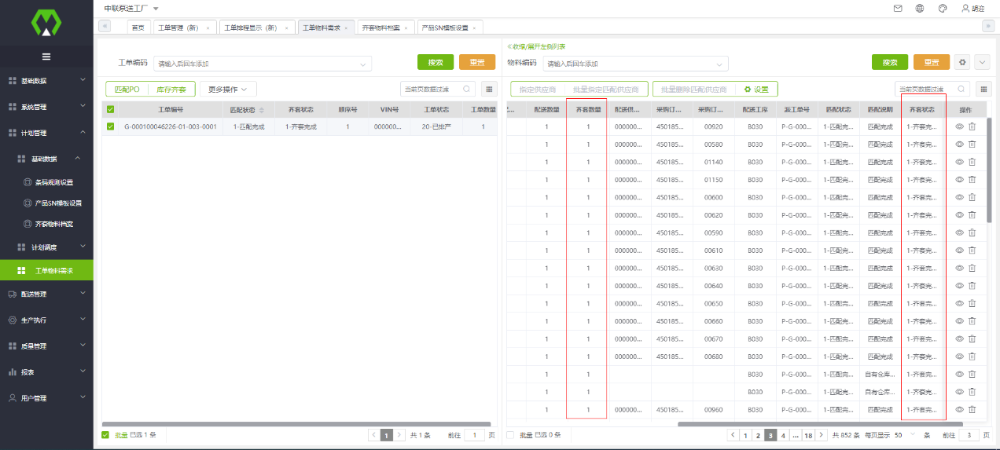 中联泵送工厂
胡迎
首页
工单管理（新） ×
工单排程显示（新） ×
工单物料需求 ×
齐套物料档案 ×
产品SN模板设置 ×
基础数据
系统管理
计划管理
基础数据
条码规则设置
产品SN模板设置
齐套物料档案
计划调度
工单物料需求
配送管理
生产执行
质量管理
报表
用户管理
工单编码 请输入后回车添加 搜索 重置
匹配PO 库存齐套 更多操作 当前页数据过滤
工单编号 匹配状态 齐套状态 顺序号 VIN号 工单状态 工单数量
G-000100046226-01-003-0001 1-匹配完成 1-齐套完成 1 000000... 20-已排产 1
批量 已选 1 条 1 共 1 条 前往 1 页
《收缩/展开左侧列表
物料编码 请输入后回车添加 搜索 重置
指定供应商 批量指定匹配供应商 批量删除匹配供应商 设置 当前页数据过滤
配送数量 齐套数量 配送供... 采购订... 采购订... 配送工序 派工单号 匹配状态 匹配说明 齐套状态 操作
1 1 000000... 450185... 00920 B030 P-G-000... 1-匹配完... 匹配完成 1-齐套完...
1 1 000000... 450185... 00580 B030 P-G-000... 1-匹配完... 匹配完成 1-齐套完...
1 1 000000... 450185... 01140 B030 P-G-000... 1-匹配完... 匹配完成 1-齐套完...
1 1 000000... 450185... 01150 B030 P-G-000... 1-匹配完... 匹配完成 1-齐套完...
1 1 000000... 450185... 00600 B030 P-G-000... 1-匹配完... 匹配完成 1-齐套完...
1 1 000000... 450185... 00620 B030 P-G-000... 1-匹配完... 匹配完成 1-齐套完...
1 1 000000... 450185... 00590 B030 P-G-000... 1-匹配完... 匹配完成 1-齐套完...
1 1 000000... 450185... 00610 B030 P-G-000... 1-匹配完... 匹配完成 1-齐套完...
1 1 000000... 450185... 00630 B030 P-G-000... 1-匹配完... 匹配完成 1-齐套完...
1 1 000000... 450185... 00640 B030 P-G-000... 1-匹配完... 匹配完成 1-齐套完...
1 1 000000... 450185... 00650 B030 P-G-000... 1-匹配完... 匹配完成 1-齐套完...
1 1 000000... 450185... 00660 B030 P-G-000... 1-匹配完... 匹配完成 1-齐套完...
1 1 000000... 450185... 00670 B030 P-G-000... 1-匹配完... 匹配完成 1-齐套完...
1 1 000000... 450185... 00680 B030 P-G-000... 1-匹配完... 匹配完成 1-齐套完...
1 1 B030 P-G-000... 1-匹配完... 自有仓库... 1-齐套完...
1 1 B030 P-G-000... 1-匹配完... 自有仓库... 1-齐套完...
1 1 000000... 450185... 00960 B030 P-G-000... 1-匹配完... 匹配完成 1-齐套完...
批量 已选 0 条 1 2 3 4 ... 18 共 852 条 每页显示 50 条 前往 3 页